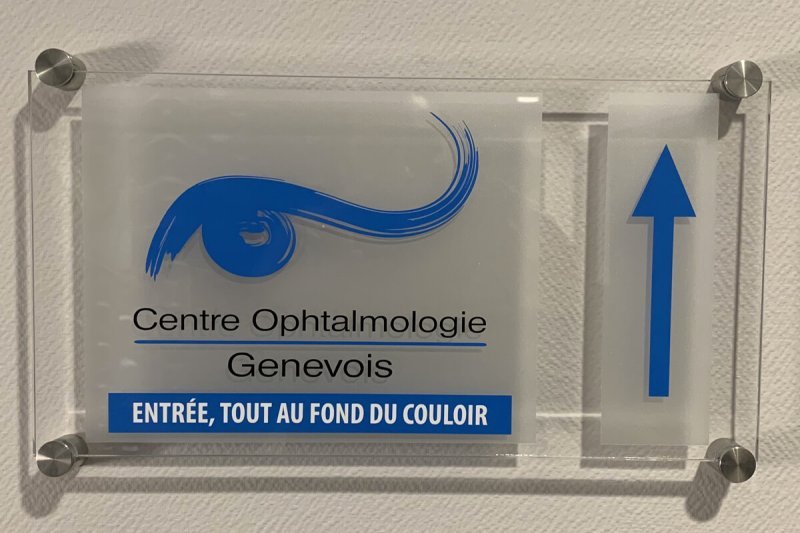 Centre Ophtalmologie
Genevois
ENTRÉE, TOUT AU FOND DU COULOIR